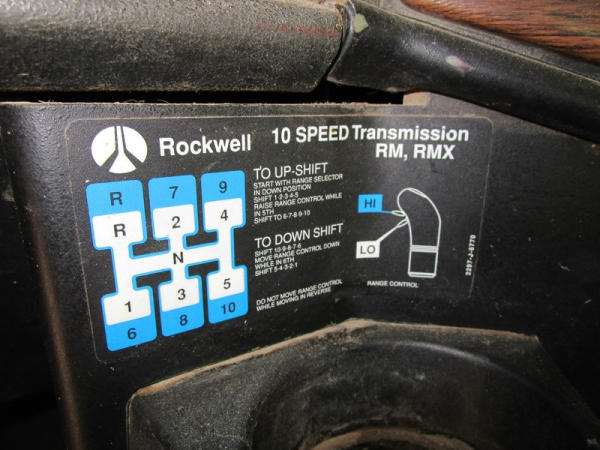 Rockwell 10 SPEED Transmission
RM, RMX
R 7 9
R 2 4
N
1 3 5
6 8 10
TO UP-SHIFT
START WITH RANGE SELECTOR
IN DOWN POSITION
SHIFT 1-2-3-4-5
RAISE RANGE CONTROL WHILE
IN 5TH
SHIFT TO 6-7-8-9-10
TO DOWN SHIFT
SHIFT 10-9-8-7-6
MOVE RANGE CONTROL DOWN
WHILE IN 6TH
SHIFT 5-4-3-2-1
DO NOT MOVE RANGE CONTROL
WHILE MOVING IN REVERSE
HI
LO
RANGE CONTROL